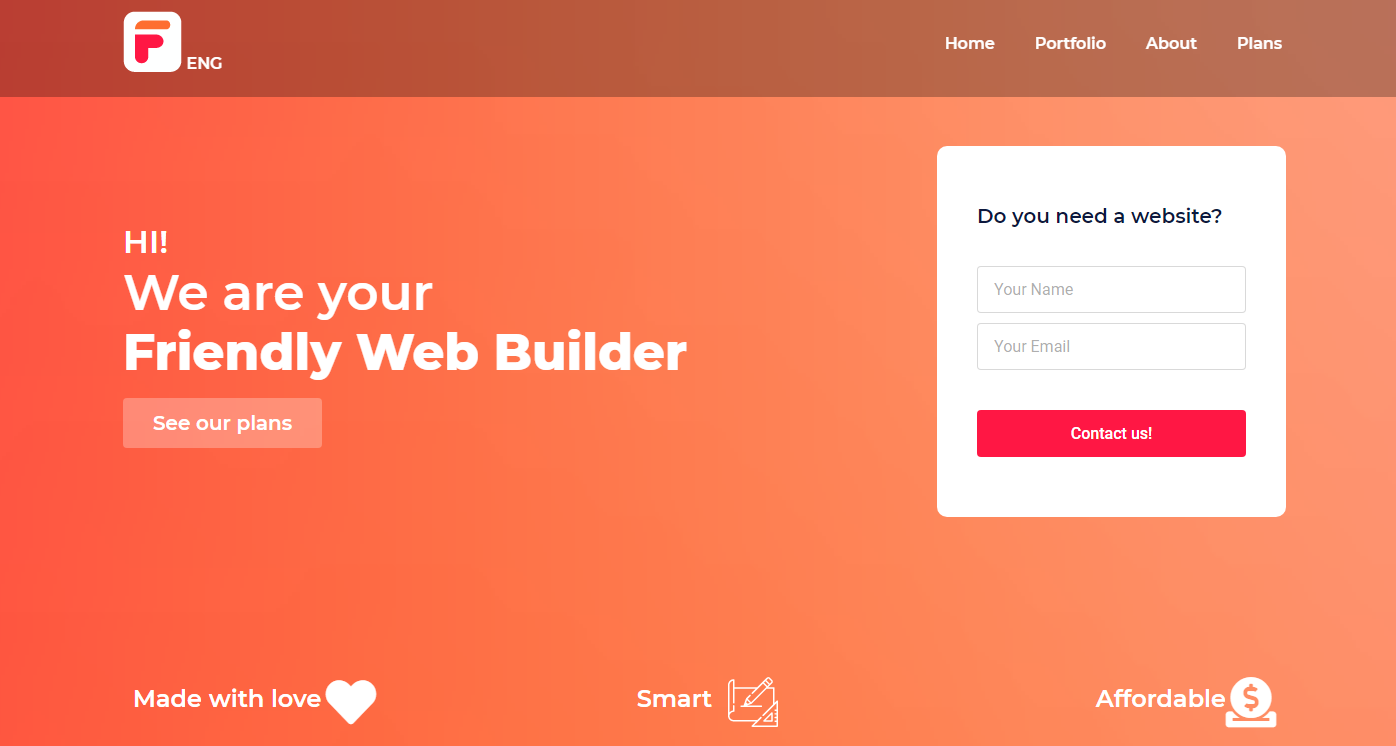 F
ENG
Home
Portfolio
About
Plans
HI!
We are your
Friendly Web Builder
See our plans
Do you need a website?
Your Name
Your Email
Contact us!
Made with love
Smart
Affordable
$